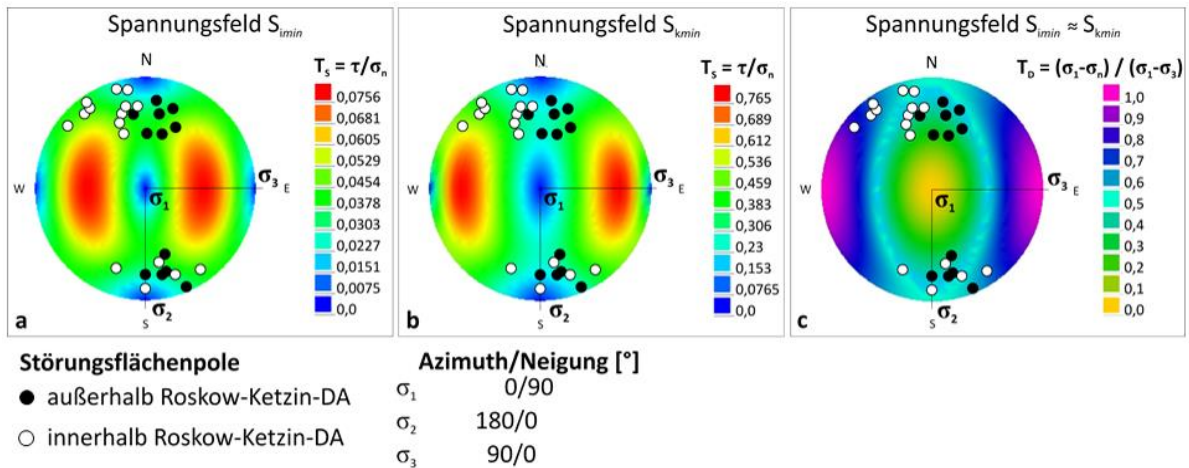 Spannungsfeld Simin
N
Ts = τ/σn
0,0756
0,0681
0,0605
0,0529
0,0454
0,0378
0,0303
0,0227
0,0151
0,0075
0,0
W
σ1
σ3
E
σ2
S
a
Spannungsfeld Skmin
N
Ts = τ/σn
0,765
0,689
0,612
0,536
0,459
0,383
0,306
0,23
0,153
0,0765
0,0
W
σ1
σ3
E
σ2
S
b
Spannungsfeld Simin ≈ Skmin
N
TD = (σ1-σn) / (σ1-σ3)
1,0
0,9
0,8
0,7
0,6
0,5
0,4
0,3
0,2
0,1
0,0
W
σ1
σ3
E
σ2
S
c
Störungsflächenpole
außerhalb Roskow-Ketzin-DA
innerhalb Roskow-Ketzin-DA
Azimuth/Neigung [°]
σ1 0/90
σ2 180/0
σ3 90/0